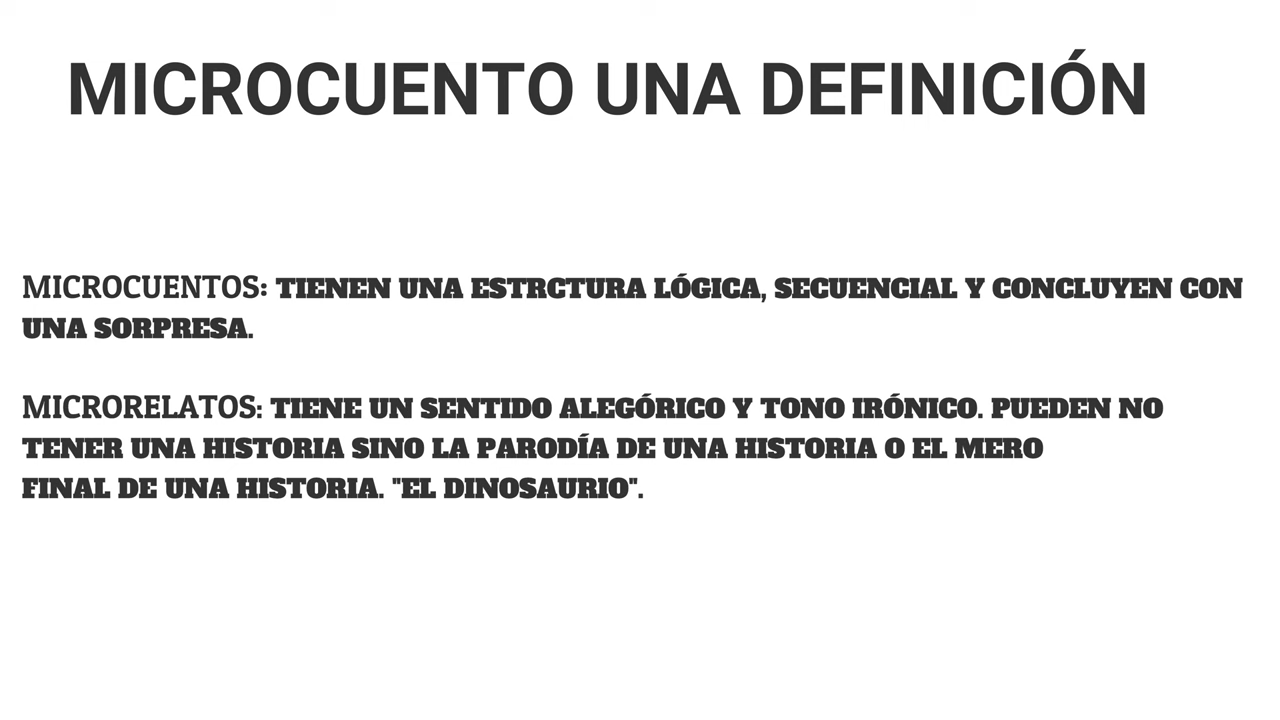 MICROCUENTO UNA DEFINICIÓN
MICROCUENTOS: TIENEN UNA ESTRCTURA LÓGICA, SECUENCIAL Y CONCLUYEN CON
UNA SORPRESA.
MICRORELATOS: TIENE UN SENTIDO ALEGÓRICO Y TONO IRÓNICO. PUEDEN NO
TENER UNA HISTORIA SINO LA PARODÍA DE UNA HISTORIA O EL MERO
FINAL DE UNA HISTORIA. "EL DINOSAURIO".